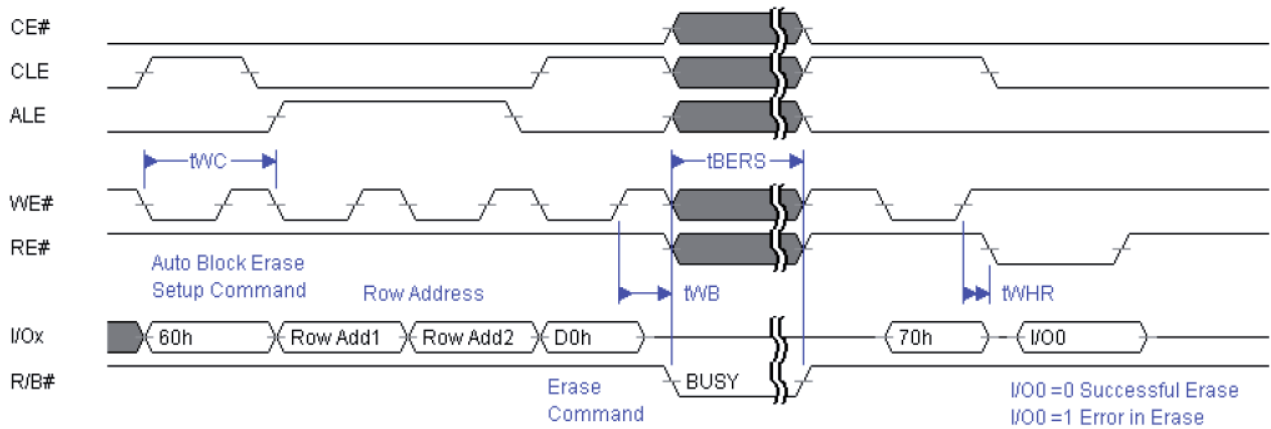 CE#
CLE
ALE
tWC
tBERS
WE#
RE#
Auto Block Erase
Setup Command
Row Address
tWB
tWHR
I/Ox
60h
Row Add1
Row Add2
D0h
70h
I/O0
R/B#
BUSY
Erase
Command
I/O0 =0 Successful Erase
I/O0 =1 Error in Erase